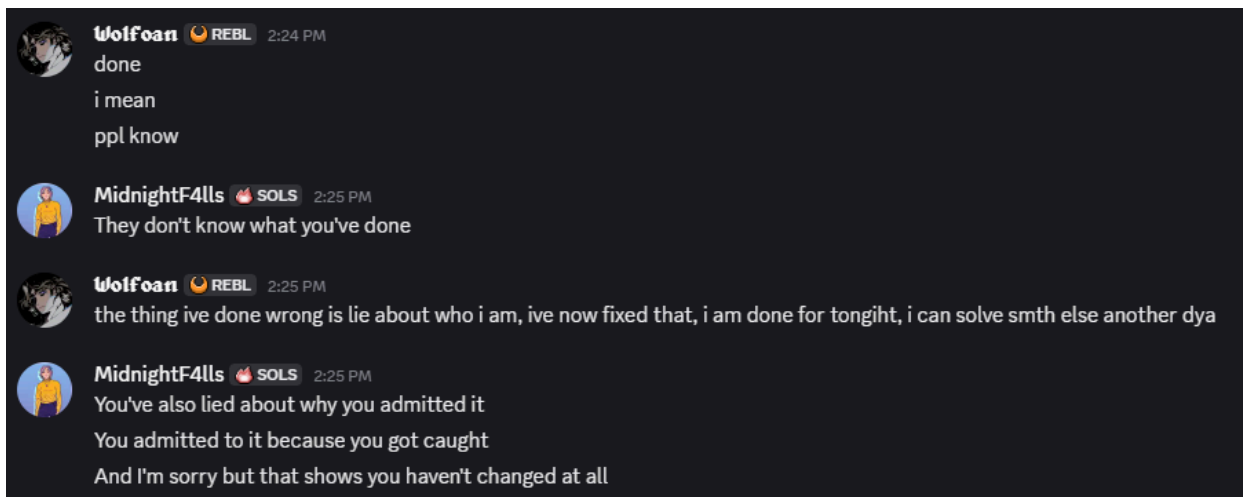 Wolfoan REBL 2:24 PM
done
i mean
ppl know
MidnightF4lls SOLS 2:25 PM
They don't know what you've done
Wolfoan REBL 2:25 PM
the thing ive done wrong is lie about who i am, ive now fixed that, i am done for tongiht, i can solve smth else another dya
MidnightF4lls SOLS 2:25 PM
You've also lied about why you admitted it
You admitted to it because you got caught
And I'm sorry but that shows you haven't changed at all